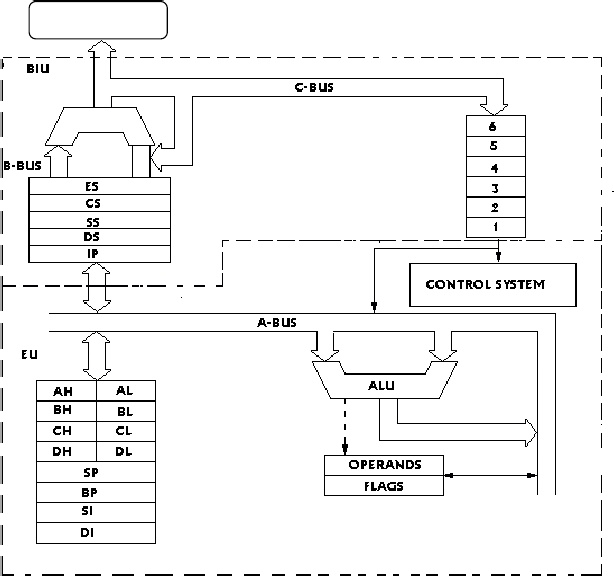 BIU
C-BUS
6
5
B-BUS
4
3
2
1
ES
CS
SS
DS
IP
CONTROL SYSTEM
A-BUS
EU
ALU
AH AL
BH BL
CH CL
DH DL
SP
BP
SI
DI
OPERANDS
FLAGS